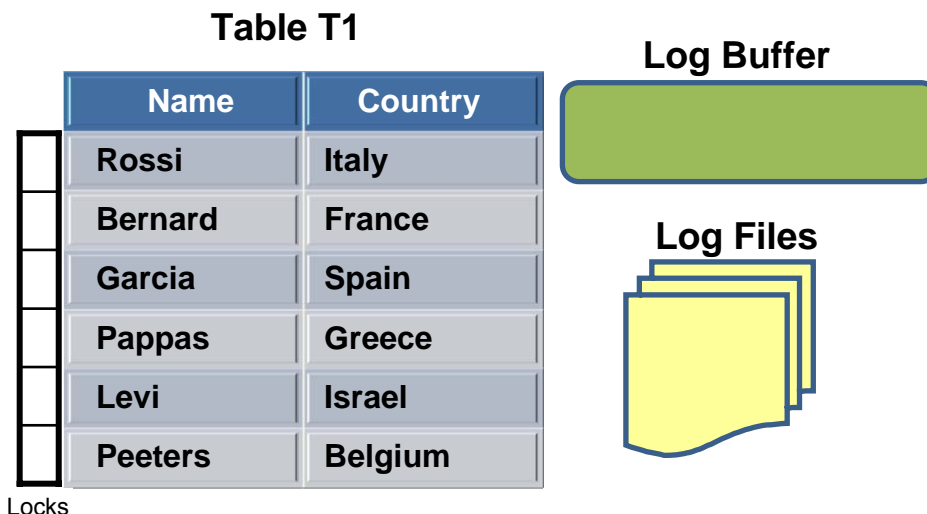 Table T1
Name Country
Rossi Italy
Bernard France
Garcia Spain
Pappas Greece
Levi Israel
Peeters Belgium
Locks
Log Buffer
Log Files